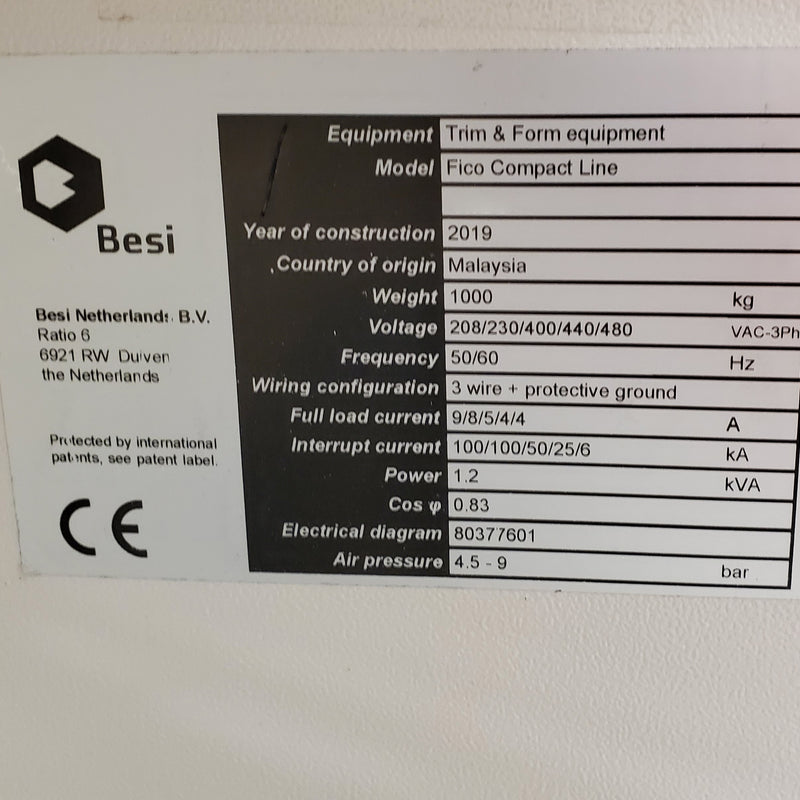 Besi
Besi Netherlands B.V.
Ratio 6
6921 RW Duiven
the Netherlands
Protected by international
patents, see patent label.
CE
Equipment Trim & Form equipment
Model Fico Compact Line
Year of construction 2019
Country of origin Malaysia
Weight 1000 kg
Voltage 208/230/400/440/480 VAC-3Ph
Frequency 50/60 Hz
Wiring configuration 3 wire + protective ground
Full load current 9/8/5/4/4 A
Interrupt current 100/100/50/25/6 kA
Power 1.2 kVA
Cos φ 0.83
Electrical diagram 80377601
Air pressure 4.5 - 9 bar